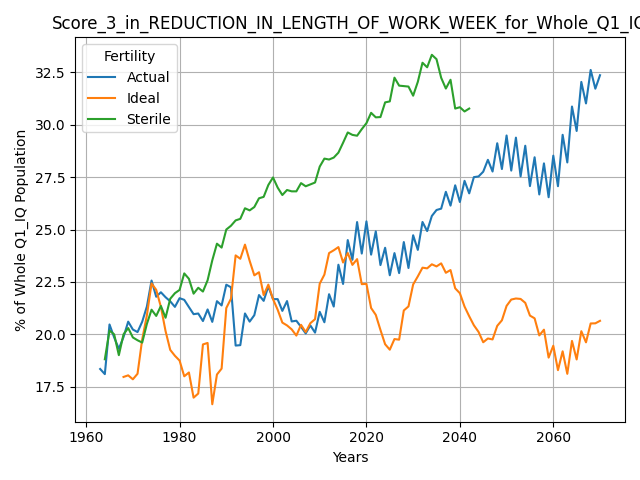 Score_3_in_REDUCTION_IN_LENGTH_OF_WORK_WEEK_for_Whole_Q1_IQ
Fertility
Actual
Ideal
Sterile
32.5
30.0
27.5
25.0
22.5
20.0
17.5
% of Whole Q1_IQ Population
1960
1980
2000
2020
2040
2060
Years